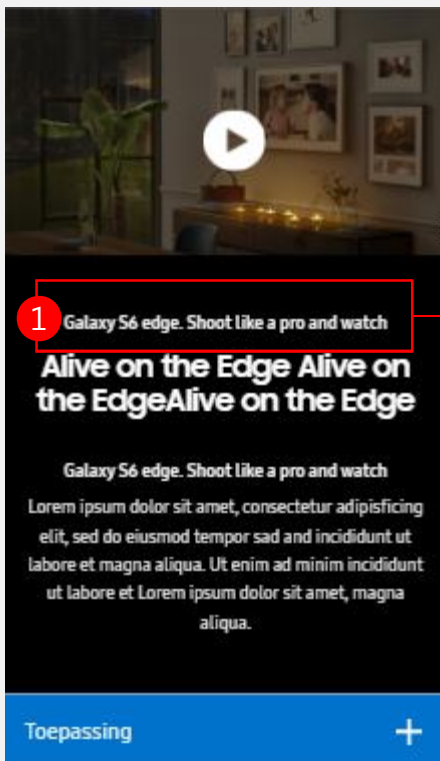 1
Galaxy S6 edge. Shoot like a pro and watch
Alive on the Edge Alive on
the EdgeAlive on the Edge
Galaxy S6 edge. Shoot like a pro and watch
Lorem ipsum dolor sit amet, consectetur adipisficing
elit, sed do eiusmod tempor sad and incididunt ut
labore et magna aliqua. Ut enim ad minim incididunt
ut labore et Lorem ipsum dolor sit amet, magna
aliqua.
Toepassing